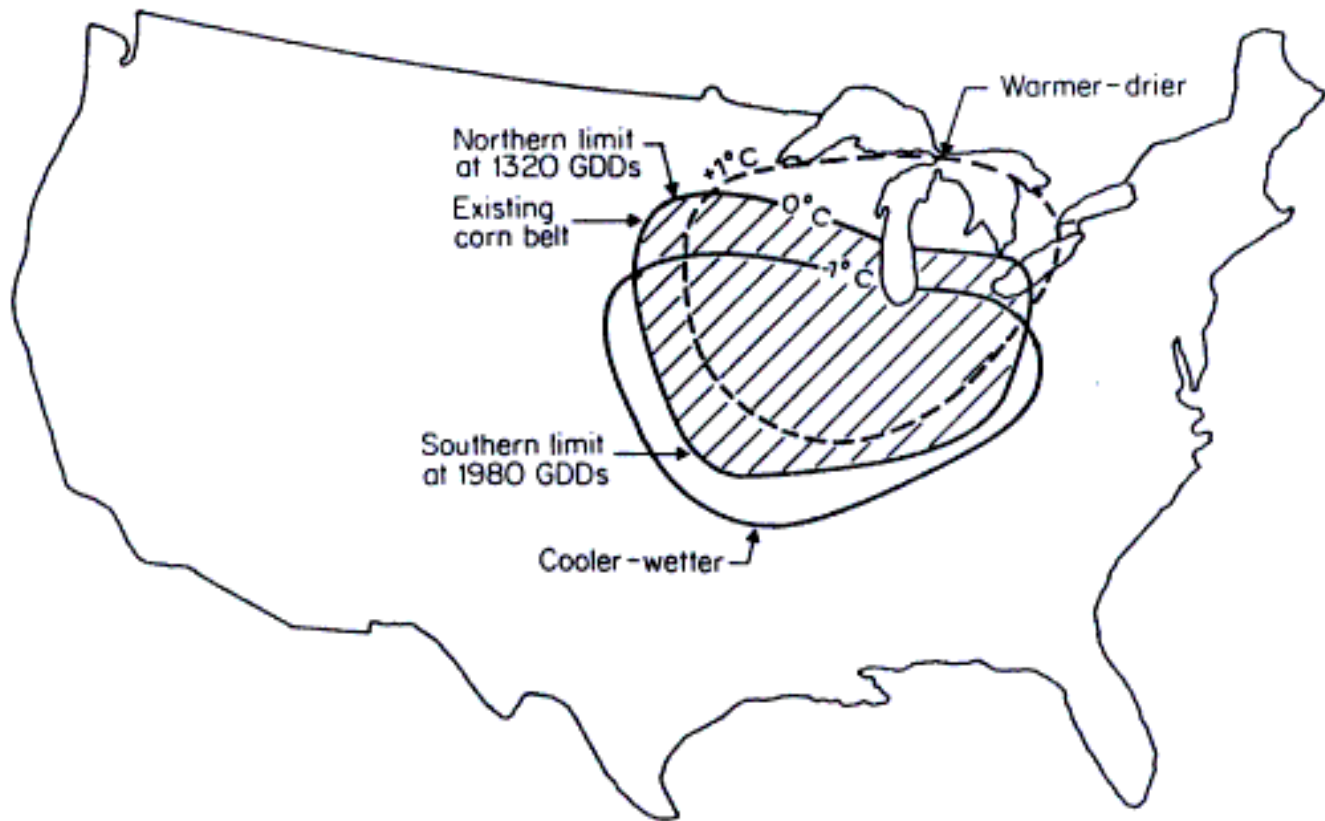 Warmer-drier
Northern limit
at 1320 GDDs
+1°C
Existing
corn belt
0°C
-1°C
Southern limit
at 1980 GDDs
Cooler-wetter